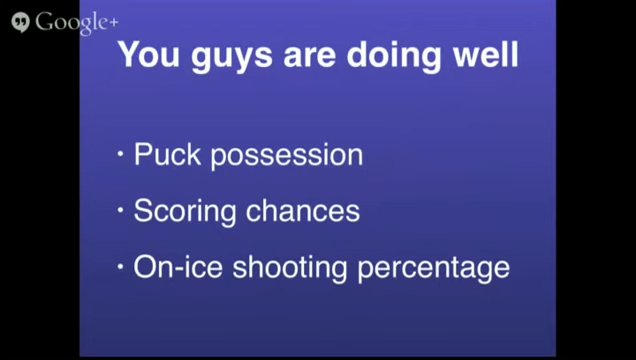 Google+
You guys are doing well
• Puck possession
• Scoring chances
• On-ice shooting percentage